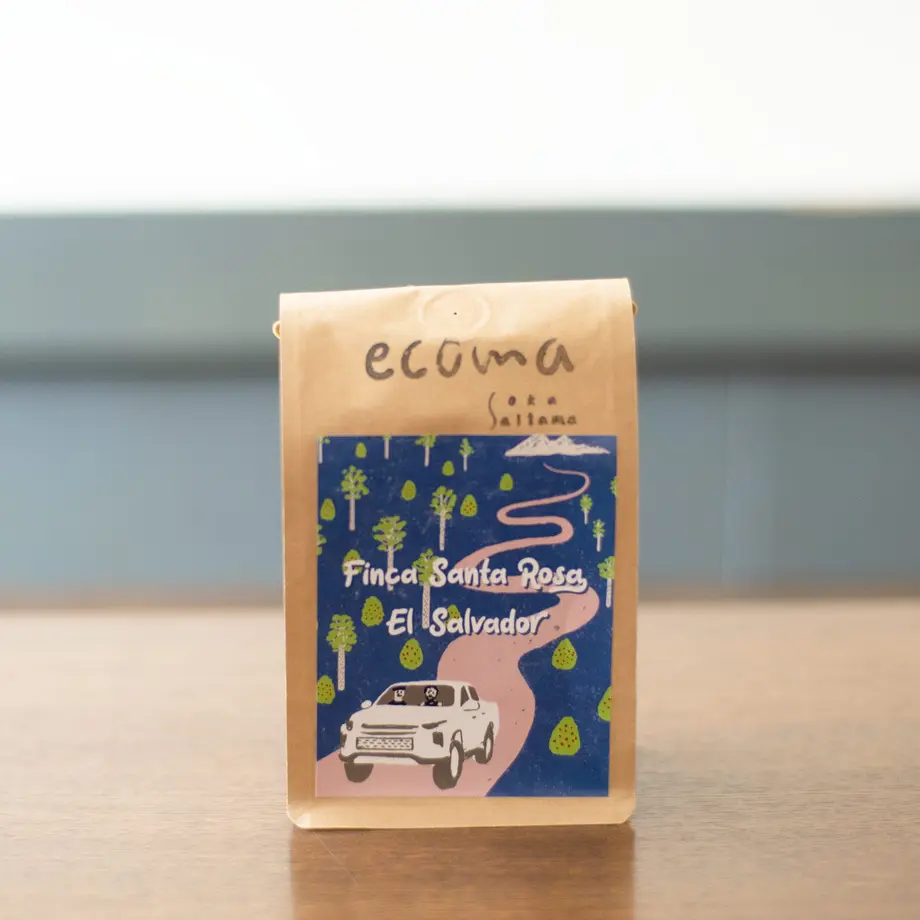 ecoma
Soka
Saitama
Finca Santa Rosa,
El Salvador